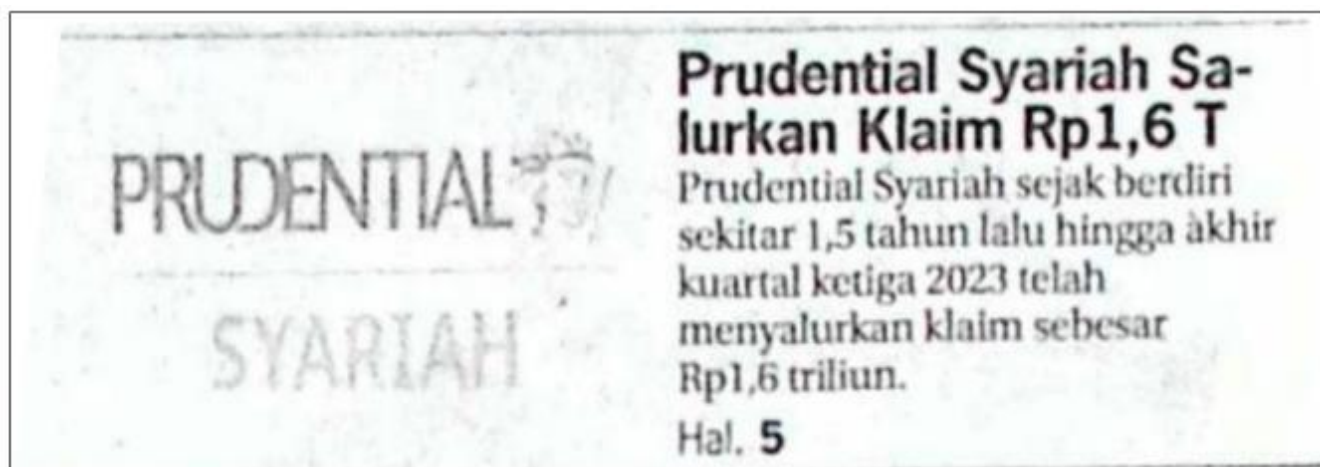 PRUDENTIAL
SYARIAH
Prudential Syariah Sa-
lurkan Klaim Rp1,6 T
Prudential Syariah sejak berdiri
sekitar 1,5 tahun lalu hingga akhir
kuartal ketiga 2023 telah
menyalurkan klaim sebesar
Rp1,6 triliun.
Hal. 5